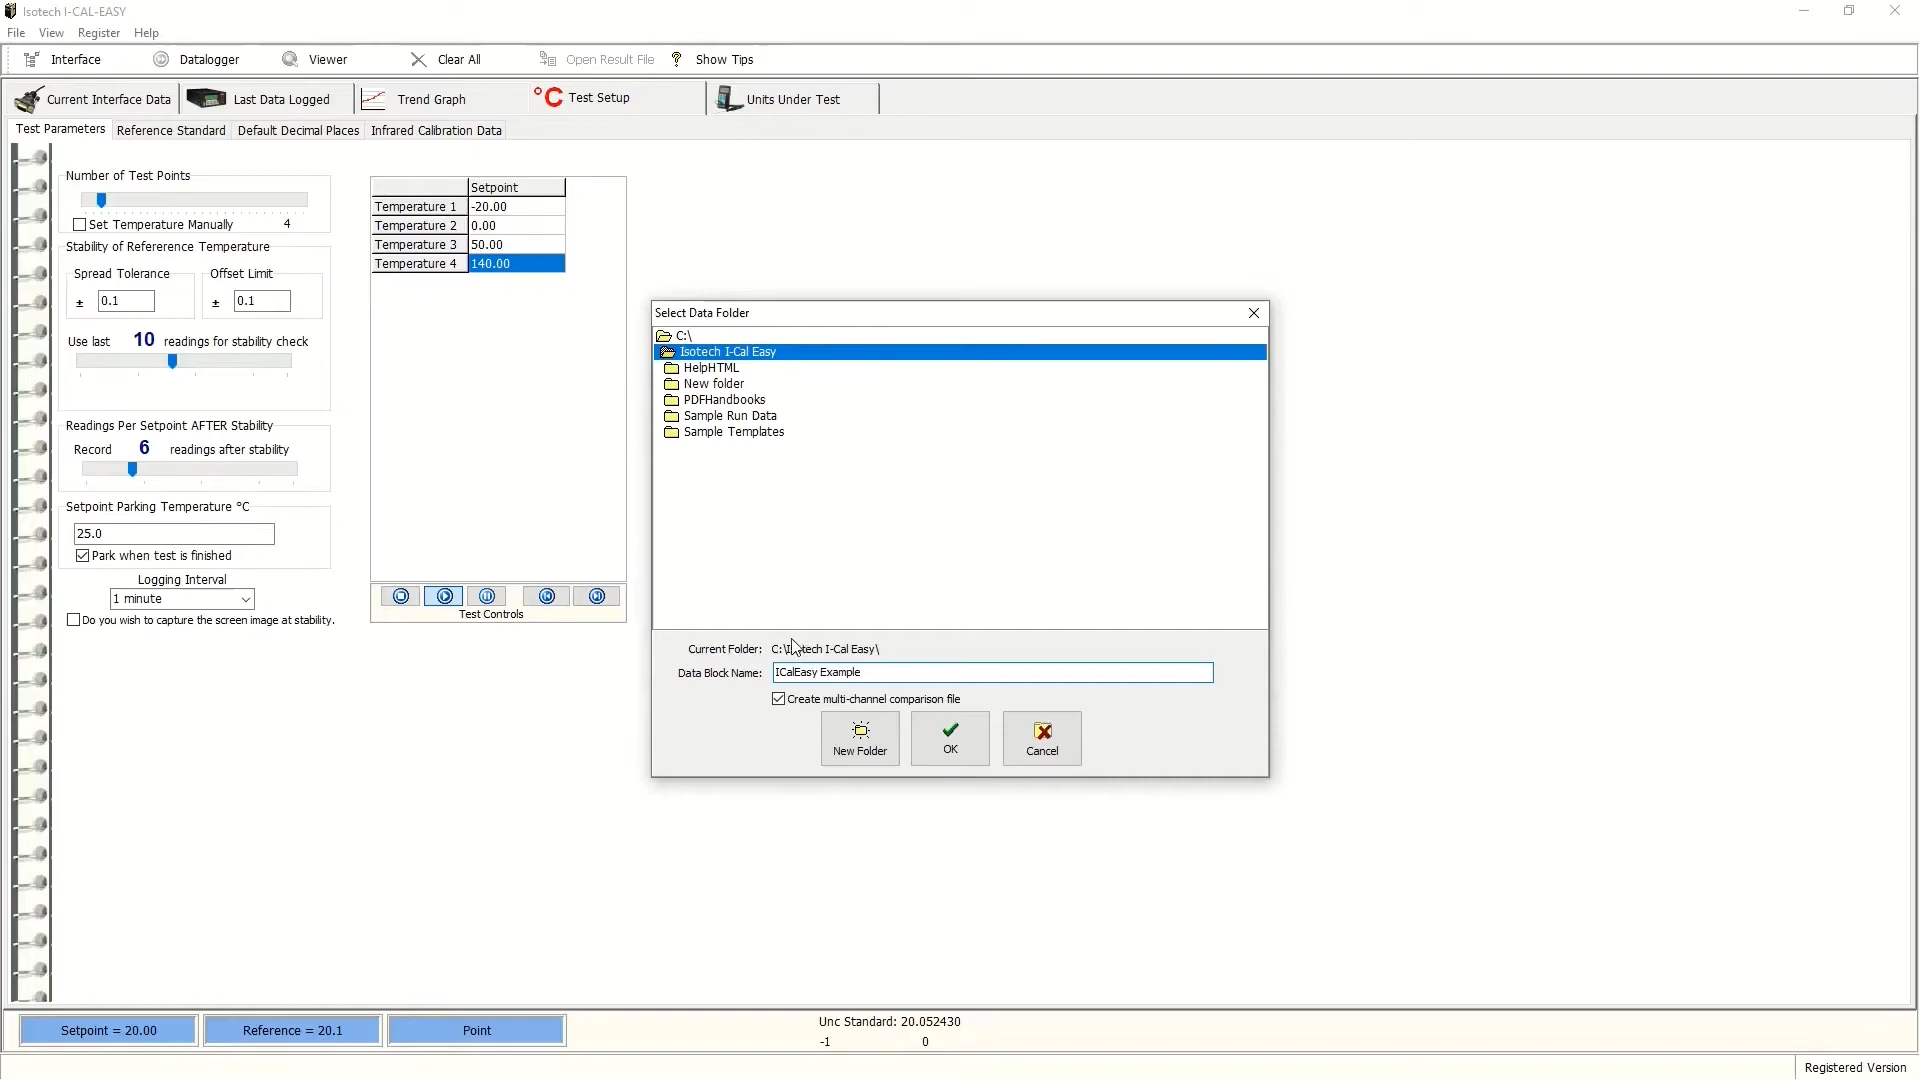 Isotech I-CAL-EASY
File View Register Help
Interface Datalogger Viewer Clear All Open Result File ? Show Tips
Current Interface Data Last Data Logged Trend Graph °C Test Setup Units Under Test
Test Parameters Reference Standard Default Decimal Places Infrared Calibration Data
Number of Test Points
Set Temperature Manually 4
Stability of Refererence Temperature
Spread Tolerance Offset Limit
± 0.1 ± 0.1
Use last 10 readings for stability check
Readings Per Setpoint AFTER Stability
Record 6 readings after stability
Setpoint Parking Temperature °C
25.0
Park when test is finished
Logging Interval
1 minute
Do you wish to capture the screen image at stability.
Setpoint
Temperature 1 -20.00
Temperature 2 0.00
Temperature 3 50.00
Temperature 4 140.00
Test Controls
Select Data Folder
C:\
Isotech I-Cal Easy
HelpHTML
New folder
PDFHandbooks
Sample Run Data
Sample Templates
Current Folder: C:\Isotech I-Cal Easy\
Data Block Name: ICalEasy Example
Create multi-channel comparison file
New Folder OK Cancel
Setpoint = 20.00 Reference = 20.1 Point Unc Standard: 20.052430
-1 0
Registered Version